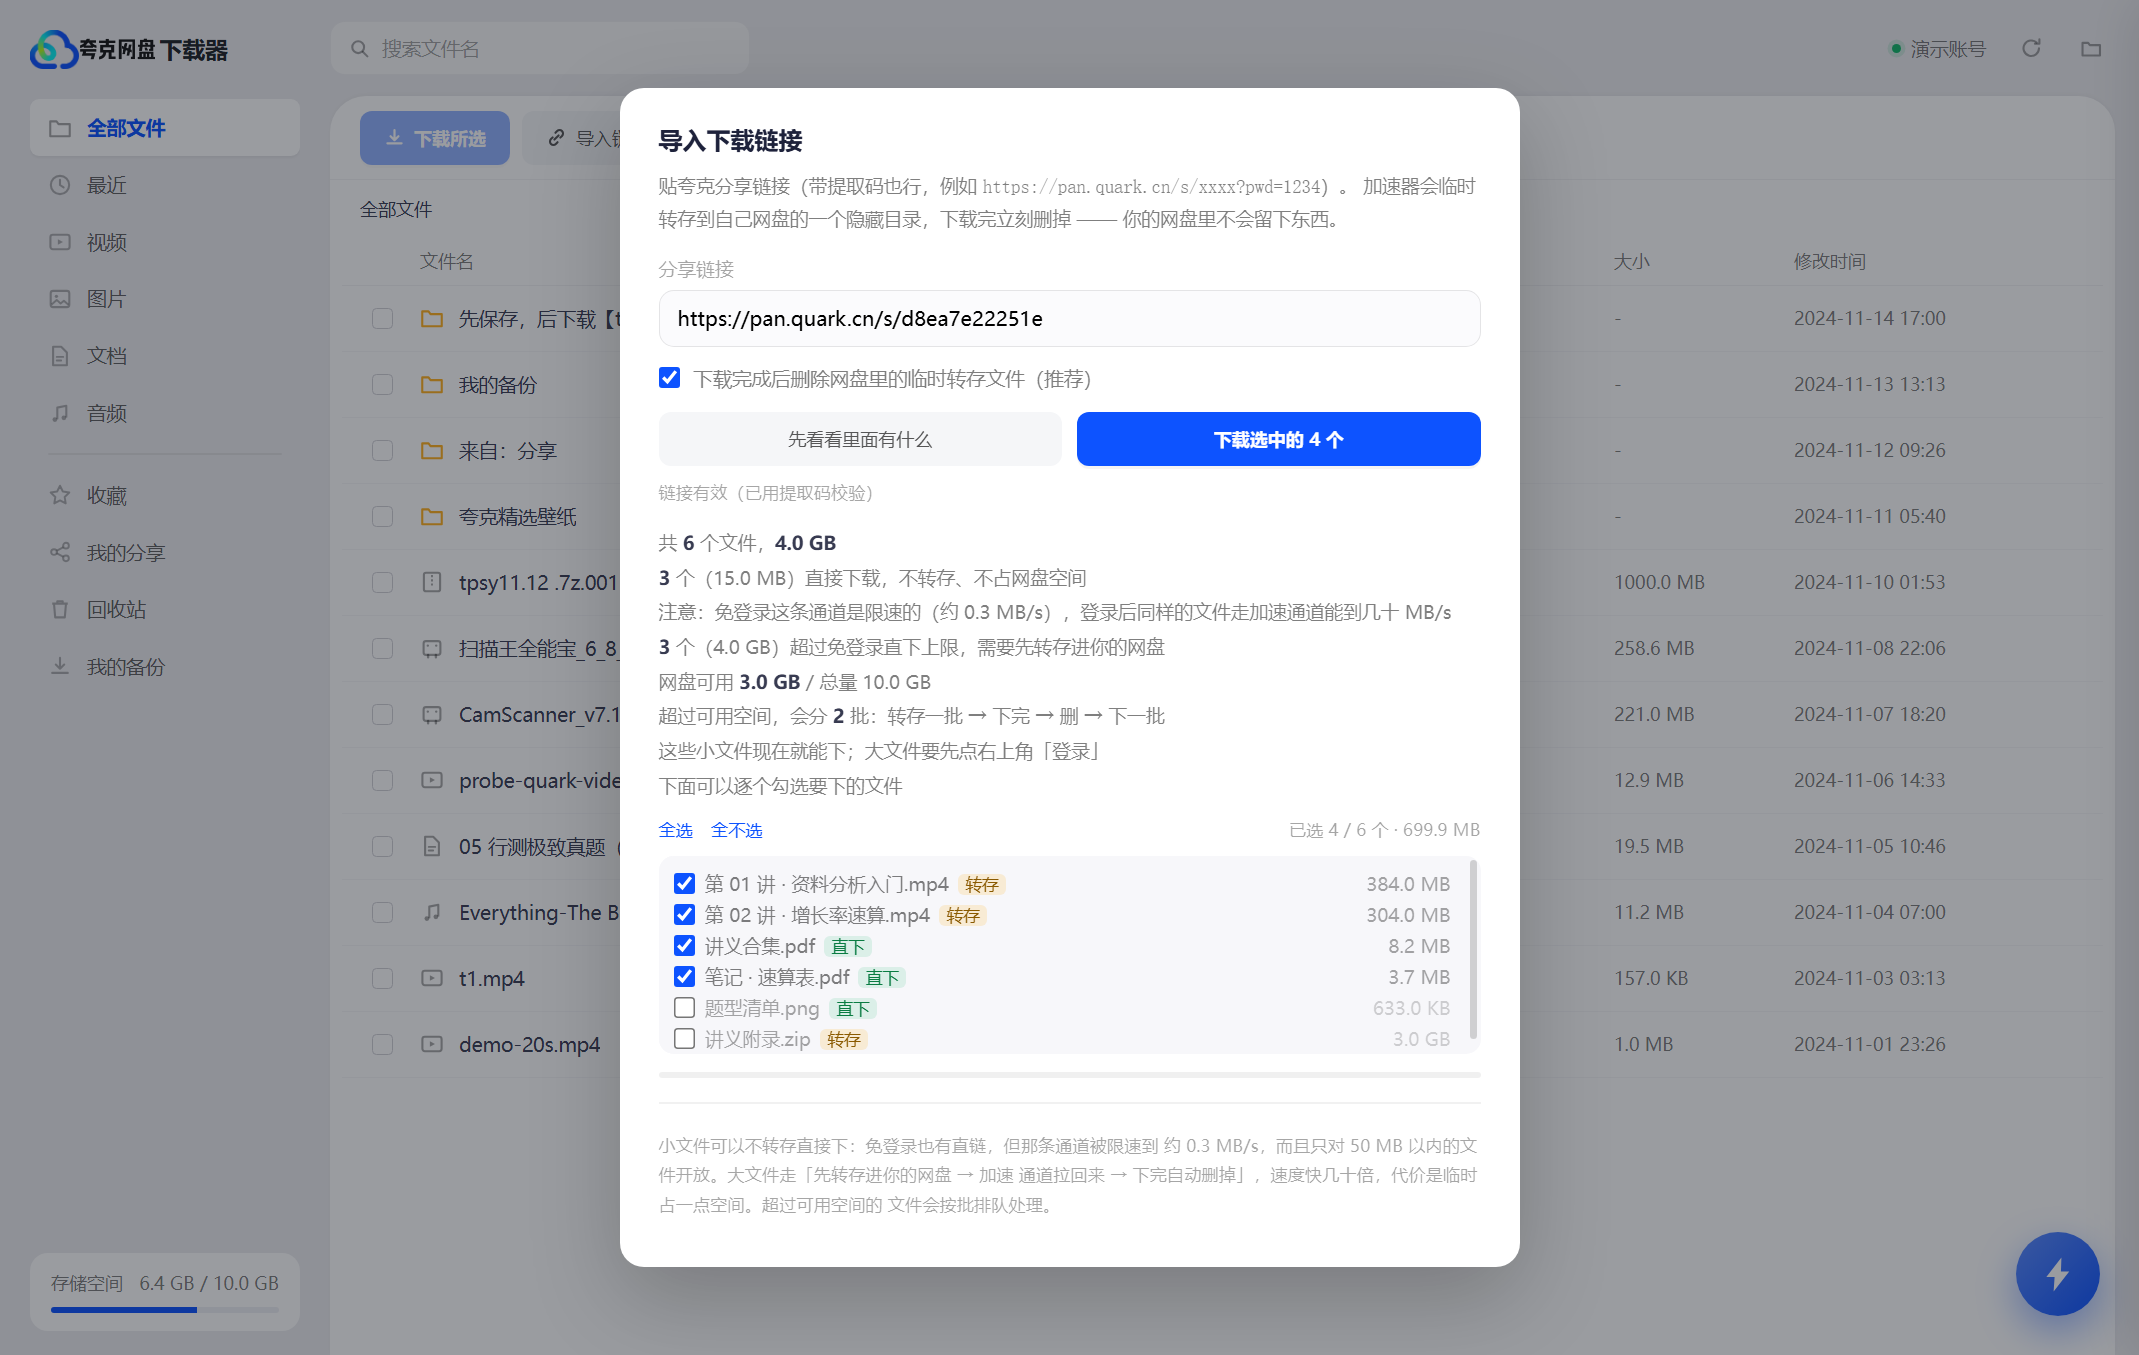 夸克网盘下载器
搜索文件名
演示账号
全部文件
最近
视频
图片
文档
音频
收藏
我的分享
回收站
我的备份
存储空间 6.4 GB / 10.0 GB
下载所选
导入
全部文件
文件名
大小
修改时间
先保存，后下载【t
-
2024-11-14 17:00
我的备份
-
2024-11-13 13:13
来自：分享
-
2024-11-12 09:26
夸克精选壁纸
-
2024-11-11 05:40
tpsy11.12 .7z.001
1000.0 MB
2024-11-10 01:53
扫描王全能宝_6_8_
258.6 MB
2024-11-08 22:06
CamScanner_v7.1
221.0 MB
2024-11-07 18:20
probe-quark-vide
12.9 MB
2024-11-06 14:33
05 行测极致真题（
19.5 MB
2024-11-05 10:46
Everything-The B
11.2 MB
2024-11-04 07:00
t1.mp4
157.0 KB
2024-11-03 03:13
demo-20s.mp4
1.0 MB
2024-11-01 23:26
导入下载链接
贴夸克分享链接（带提取码也行，例如 https://pan.quark.cn/s/xxxx?pwd=1234）。 加速器会临时
转存到自己网盘的一个隐藏目录，下载完立刻删掉 —— 你的网盘里不会留下东西。
分享链接
https://pan.quark.cn/s/d8ea7e22251e
下载完成后删除网盘里的临时转存文件（推荐）
先看看里面有什么
下载选中的 4 个
链接有效（已用提取码校验）
共 6 个文件，4.0 GB
3 个（15.0 MB）直接下载，不转存、不占网盘空间
注意：免登录这条通道是限速的（约 0.3 MB/s），登录后同样的文件走加速通道能到几十 MB/s
3 个（4.0 GB）超过免登录直下上限，需要先转存进你的网盘
网盘可用 3.0 GB / 总量 10.0 GB
超过可用空间，会分 2 批：转存一批 → 下完 → 删 → 下一批
这些小文件现在就能下；大文件要先点右上角「登录」
下面可以逐个勾选要下的文件
全选 全不选
已选 4 / 6 个 · 699.9 MB
第 01 讲 · 资料分析入门.mp4 转存 384.0 MB
第 02 讲 · 增长率速算.mp4 转存 304.0 MB
讲义合集.pdf 直下 8.2 MB
笔记 · 速算表.pdf 直下 3.7 MB
题型清单.png 直下 633.0 KB
讲义附录.zip 转存 3.0 GB
小文件可以不转存直接下：免登录也有直链，但那条通道被限速到 约 0.3 MB/s，而且只对 50 MB 以内的文
件开放。大文件走「先转存进你的网盘 → 加速 通道拉回来 → 下完自动删掉」，速度快几十倍，代价是临时
占一点空间。超过可用空间的 文件会按批排队处理。